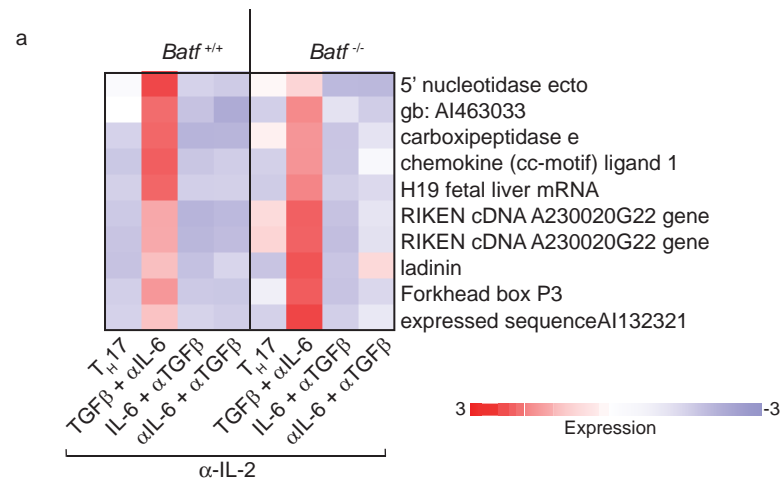 a
Batf +/+ Batf -/-
5' nucleotidase ecto
gb: AI463033
carboxipeptidase e
chemokine (cc-motif) ligand 1
H19 fetal liver mRNA
RIKEN cDNA A230020G22 gene
RIKEN cDNA A230020G22 gene
ladinin
Forkhead box P3
expressed sequenceAI132321
TH17
TGFβ + αIL-6
IL-6 + αTGFβ
αIL-6 + αTGFβ
TH17
TGFβ + αIL-6
IL-6 + αTGFβ
αIL-6 + αTGFβ
3 -3
Expression
α-IL-2